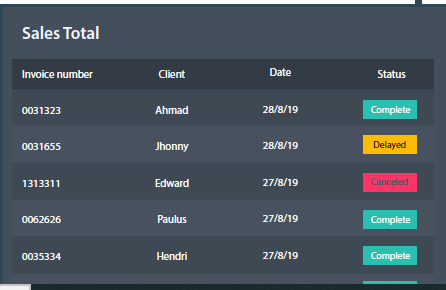 Sales Total
Invoice number Client Date Status
0031323 Ahmad 28/8/19 Complete
0031655 Jhonny 28/8/19 Delayed
1313311 Edward 27/8/19 Canceled
0062626 Paulus 27/8/19 Complete
0035334 Hendri 27/8/19 Complete